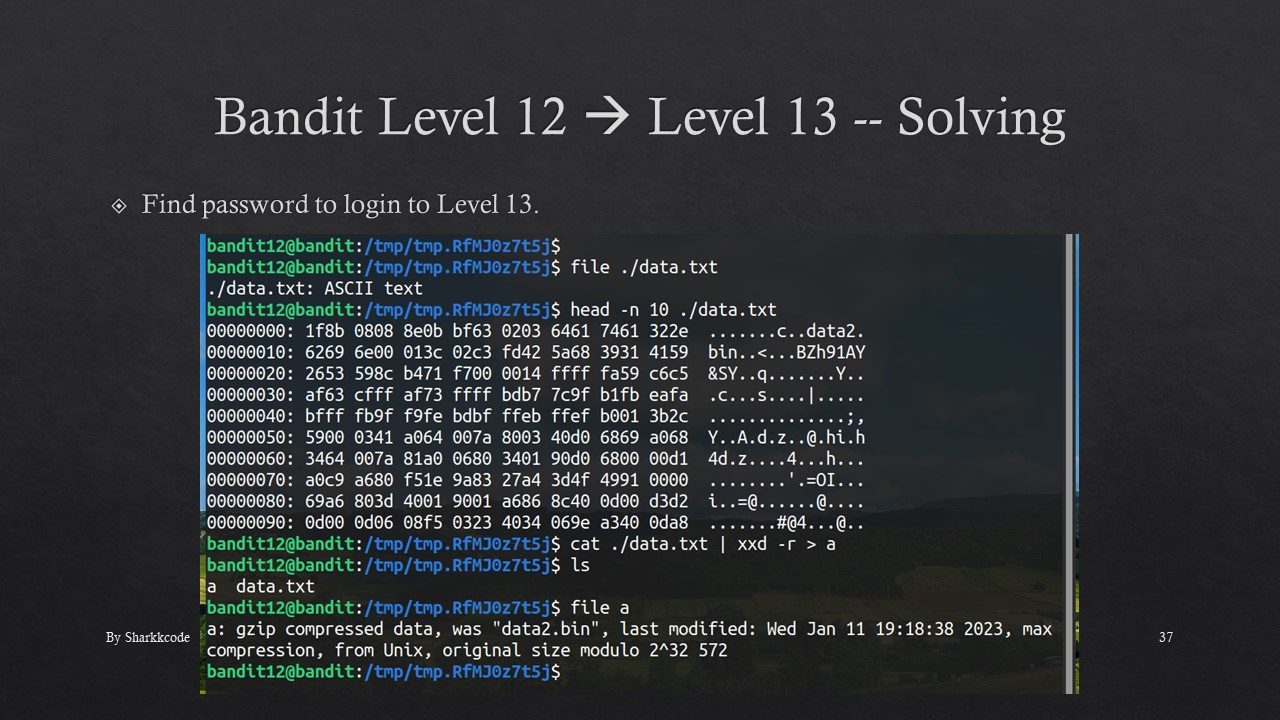 Bandit Level 12 → Level 13 -- Solving
Find password to login to Level 13.
bandit12@bandit:/tmp/tmp.RfMJ0z7t5j$
bandit12@bandit:/tmp/tmp.RfMJ0z7t5j$ file ./data.txt
./data.txt: ASCII text
bandit12@bandit:/tmp/tmp.RfMJ0z7t5j$ head -n 10 ./data.txt
00000000: 1f8b 0808 8e0b bf63 0203 6461 7461 322e  .......c..data2.
00000010: 6269 6e00 013c 02c3 fd42 5a68 3931 4159  bin..<...BZh91AY
00000020: 2653 598c b471 f700 0014 ffff fa59 c6c5  &SY..q.......Y..
00000030: af63 cfff af73 ffff bdb7 7c9f b1fb eafa  .c...s....|.....
00000040: bfff fb9f f9fe bdbf ffeb ffef b001 3b2c  ..............;,
00000050: 5900 0341 a064 007a 8003 40d0 6869 a068  Y..A.d.z..@.hi.h
00000060: 3464 007a 81a0 0680 3401 90d0 6800 00d1  4d.z....4...h...
00000070: a0c9 a680 f51e 9a83 27a4 3d4f 4991 0000  ........'.=OI...
00000080: 69a6 803d 4001 9001 a686 8c40 0d00 d3d2  i..=@......@....
00000090: 0d00 0d06 08f5 0323 4034 069e a340 0da8  .......#@4...@..
bandit12@bandit:/tmp/tmp.RfMJ0z7t5j$ cat ./data.txt | xxd -r > a
bandit12@bandit:/tmp/tmp.RfMJ0z7t5j$ ls
a  data.txt
bandit12@bandit:/tmp/tmp.RfMJ0z7t5j$ file a
a: gzip compressed data, was "data2.bin", last modified: Wed Jan 11 19:18:38 2023, max
compression, from Unix, original size modulo 2^32 572
bandit12@bandit:/tmp/tmp.RfMJ0z7t5j$
By Sharkkcode
37